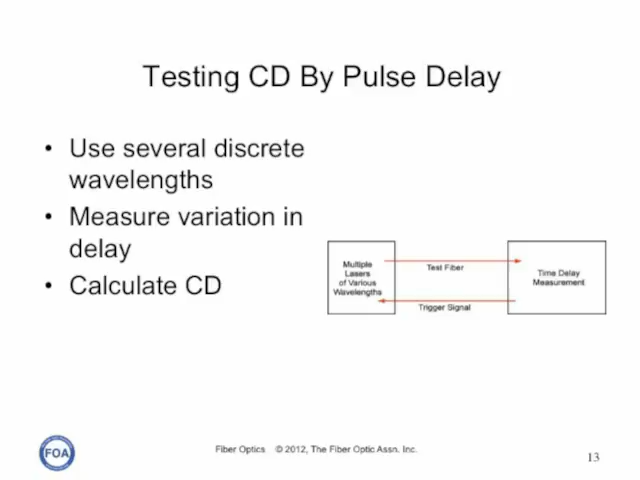 Testing CD By Pulse Delay
• Use several discrete
wavelengths
• Measure variation in
delay
• Calculate CD
Multiple
Lasers
of Various
Wavelengths
Test Fiber
Trigger Signal
Time Delay
Measurement
FOA
Fiber Optics © 2012, The Fiber Optic Assn. Inc.
13